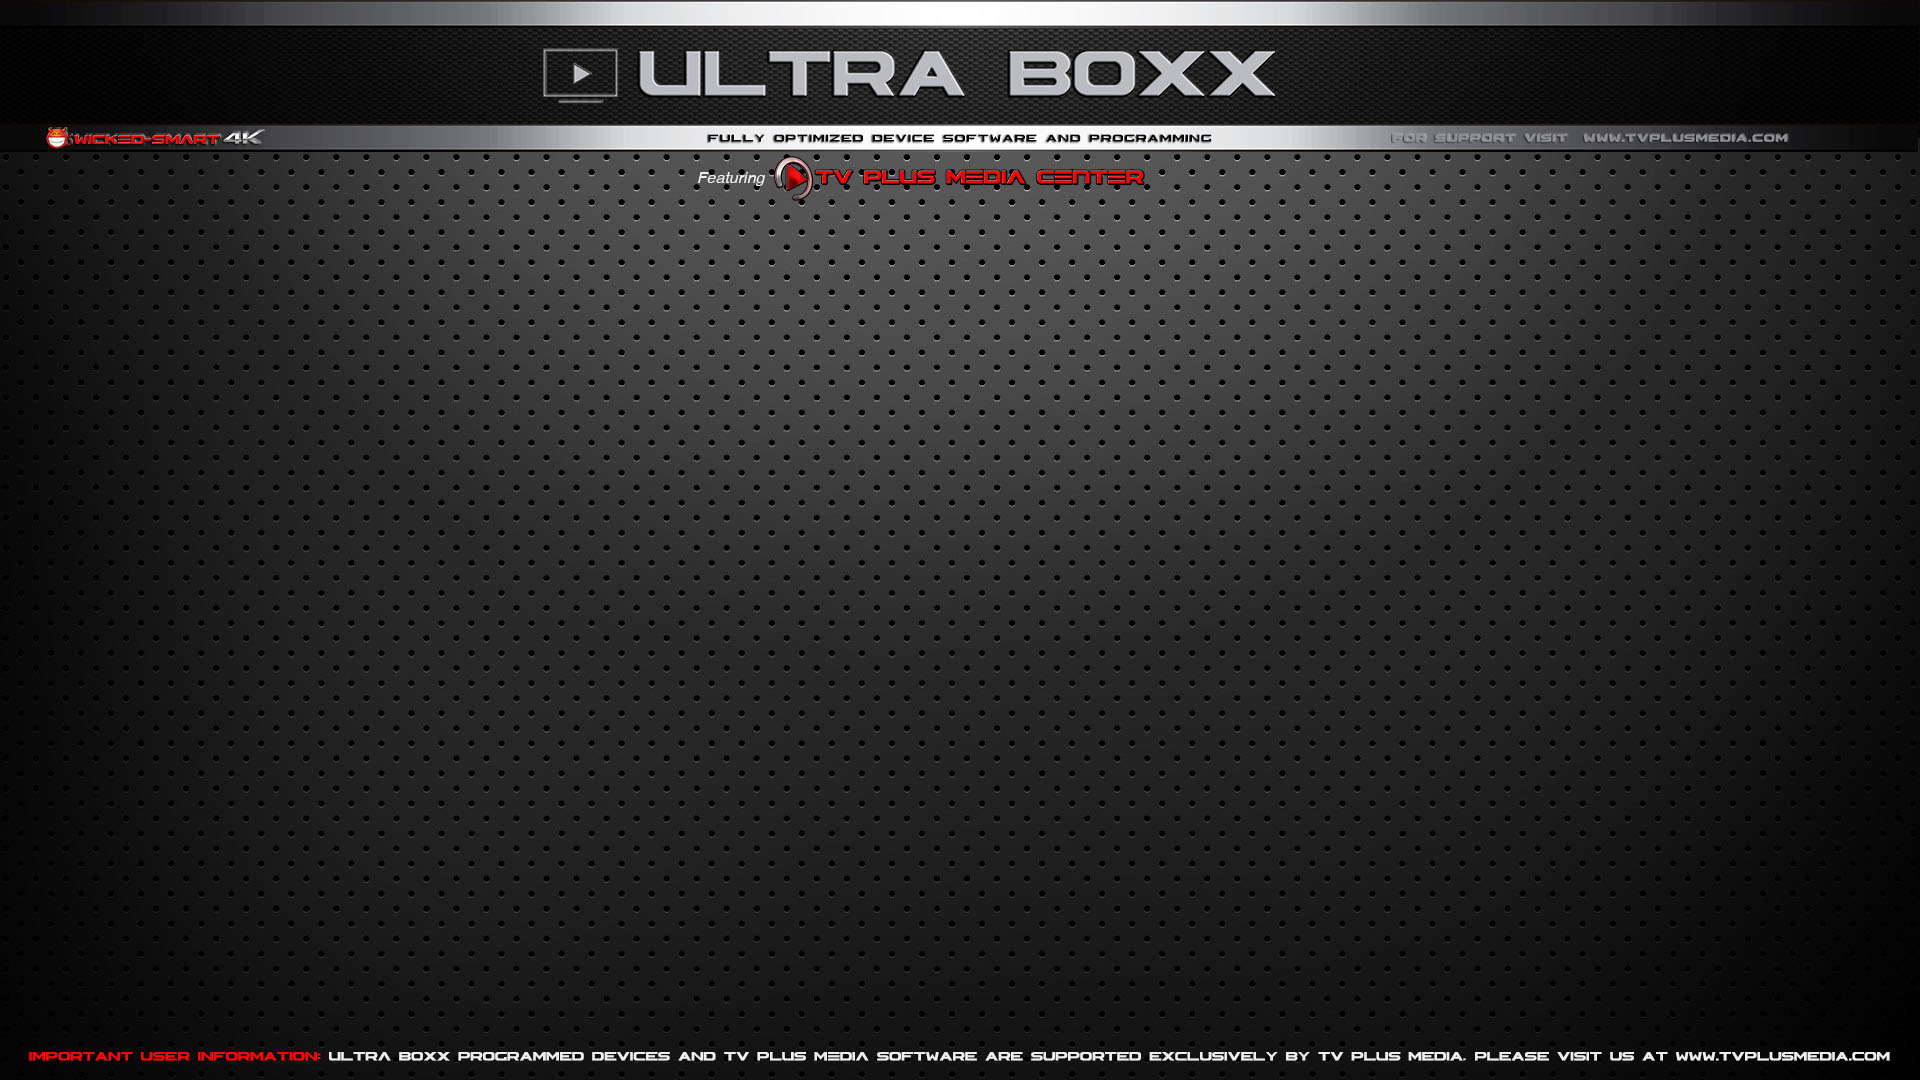 ULTRA BOXX
WICKED-SMART 4K
FULLY OPTIMIZED DEVICE SOFTWARE AND PROGRAMMING
FOR SUPPORT VISIT WWW.TVPLUSMEDIA.COM
Featuring TV PLUS MEDIA CENTER
IMPORTANT USER INFORMATION: ULTRA BOXX PROGRAMMED DEVICES AND TV PLUS MEDIA SOFTWARE ARE SUPPORTED EXCLUSIVELY BY TV PLUS MEDIA. PLEASE VISIT US AT WWW.TVPLUSMEDIA.COM